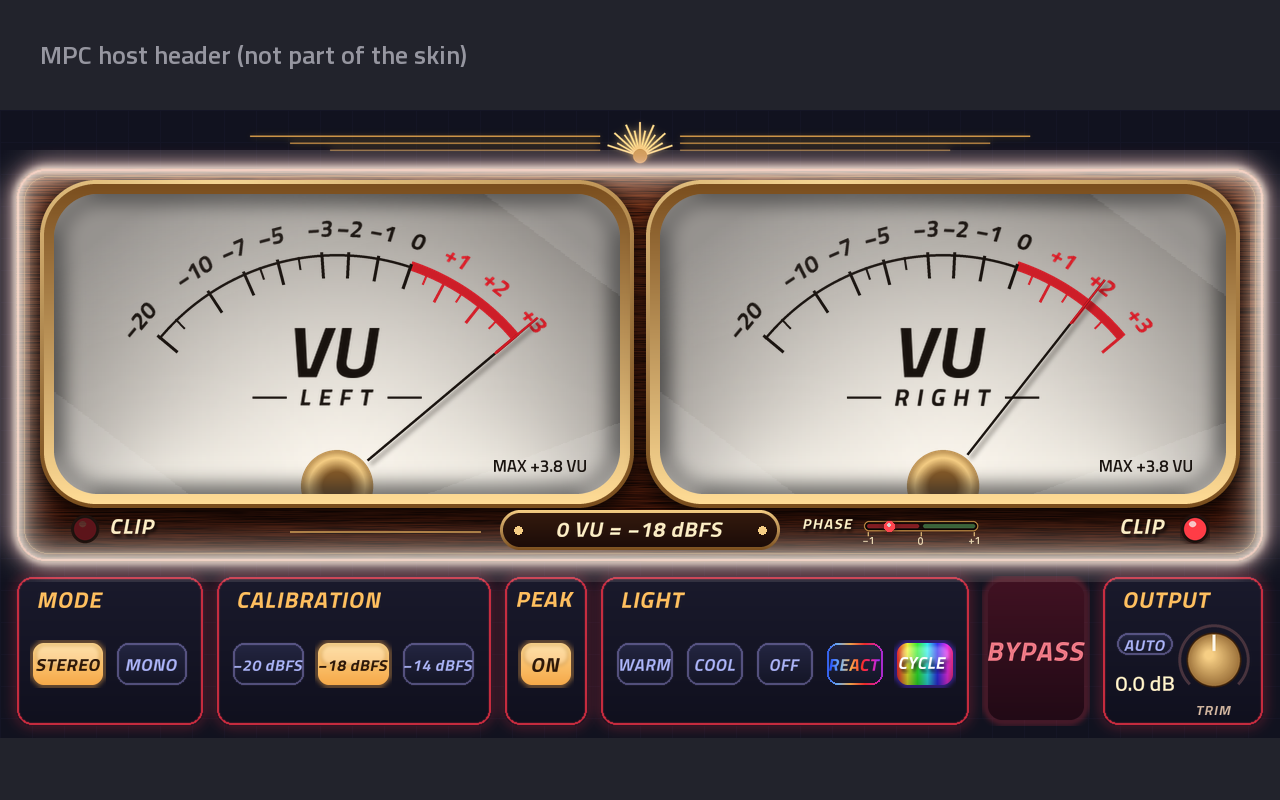 MPC host header (not part of the skin)
−20 −10 −7 −5 −3 −2 −1 0 +1 +2 +3
VU
LEFT
MAX +3.8 VU
−20 −10 −7 −5 −3 −2 −1 0 +1 +2 +3
VU
RIGHT
MAX +3.8 VU
CLIP
0 VU = −18 dBFS
PHASE
−1 0 +1
CLIP
MODE
STEREO MONO
CALIBRATION
−20 dBFS −18 dBFS −14 dBFS
PEAK
ON
LIGHT
WARM COOL OFF REACT CYCLE
BYPASS
OUTPUT
AUTO
0.0 dB
TRIM